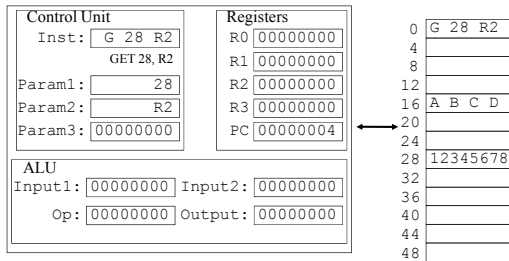 Control Unit
Inst: G 28 R2
GET 28, R2
Param1: 28
Param2: R2
Param3: 00000000
Registers
R0 00000000
R1 00000000
R2 00000000
R3 00000000
PC 00000004
ALU
Input1: 00000000 Input2: 00000000
Op: 00000000 Output: 00000000
0 G 28 R2
4
8
12
16 A B C D
20
24
28 12345678
32
36
40
44
48